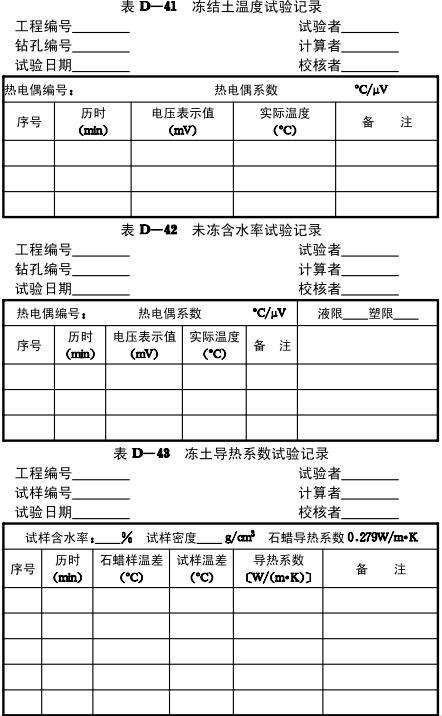 表 D—41 冻结土温度试验记录
工程编号________ 试验者________
钻孔编号________ 计算者________
试验日期________ 校核者________
热电偶编号: 热电偶系数 ℃/μV
序号 历时(min) 电压表示值(mV) 实际温度(℃) 备 注
表 D—42 未冻含水率试验记录
工程编号________ 试验者________
钻孔编号________ 计算者________
试验日期________ 校核者________
热电偶编号: 热电偶系数 ℃/μV 液限____塑限____
序号 历时(min) 电压表示值(mV) 实际温度(℃) 备 注
表 D—43 冻土导热系数试验记录
工程编号________ 试验者________
试样编号________ 计算者________
试验日期________ 校核者________
试样含水率:____% 试样密度____g/cm³ 石蜡导热系数 0.279W/m•K
序号 历时(min) 石蜡样温差(℃) 试样温差(℃) 导热系数〔W/(m•K)〕 备 注